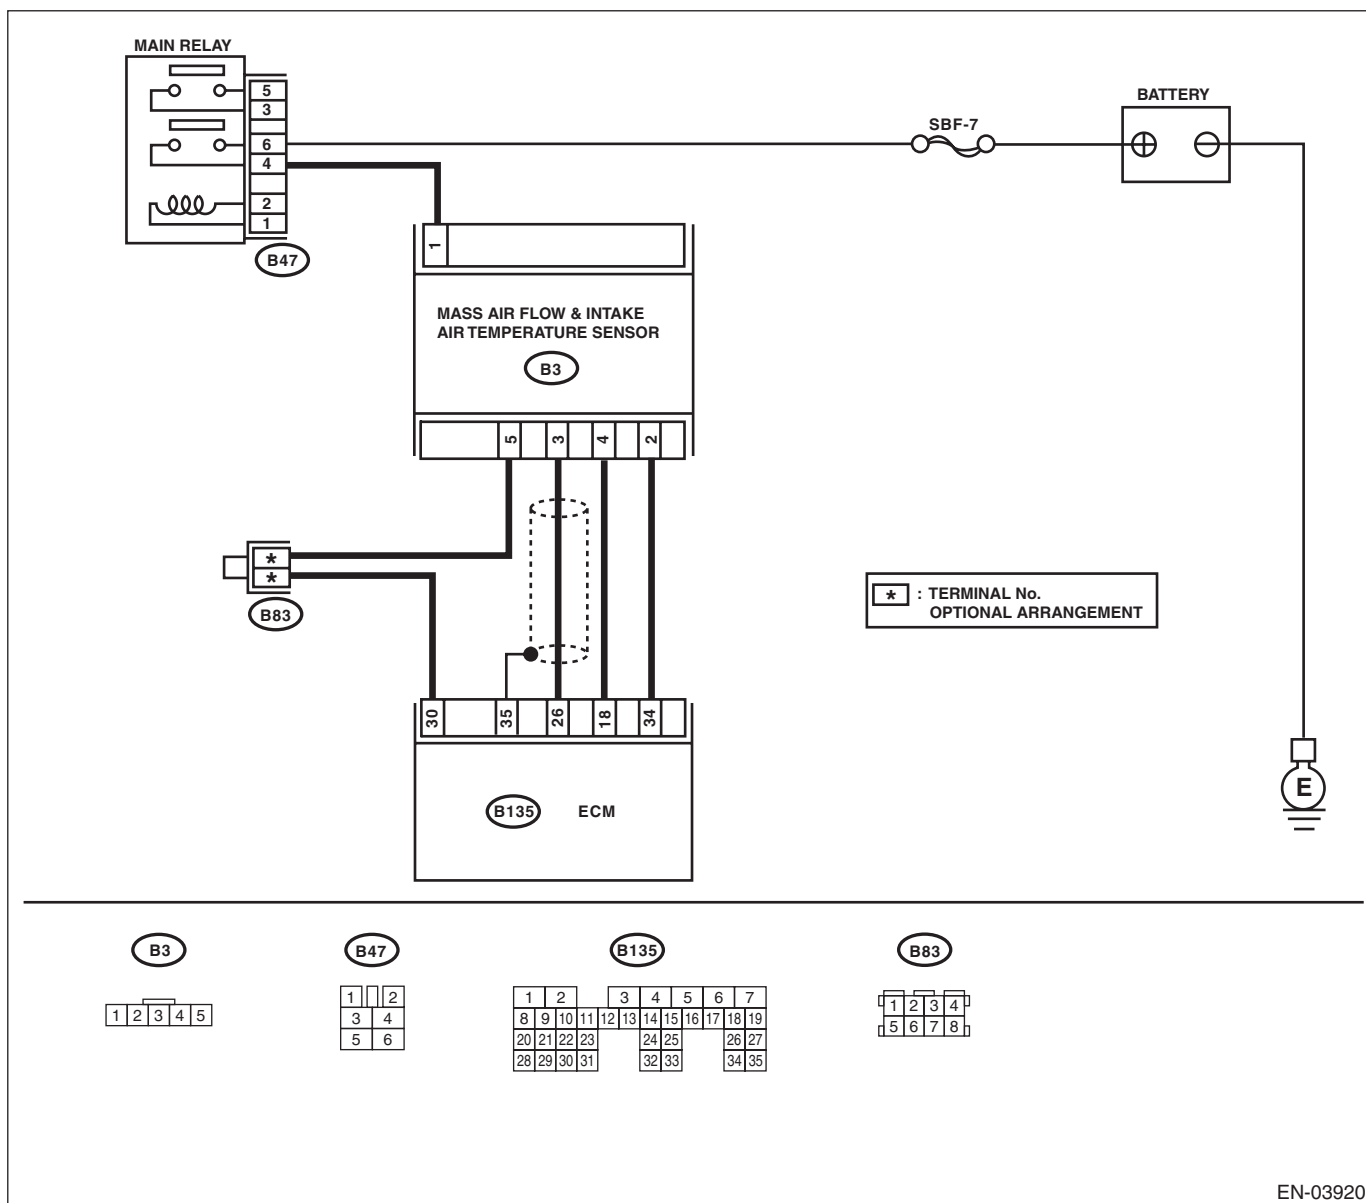 MAIN RELAY
5
3
6
4
2
1
B47
SBF-7
BATTERY
1
MASS AIR FLOW & INTAKE
AIR TEMPERATURE SENSOR
B3
5 3 4 2
*
*
B83
* : TERMINAL No.
OPTIONAL ARRANGEMENT
30 35 26 18 34
B135 ECM
E
B3
1 2 3 4 5
B47
1 2
3 4
5 6
B135
1 2 3 4 5 6 7
8 9 10 11 12 13 14 15 16 17 18 19
20 21 22 23 24 25 26 27
28 29 30 31 32 33 34 35
B83
1 2 3 4
5 6 7 8
EN-03920